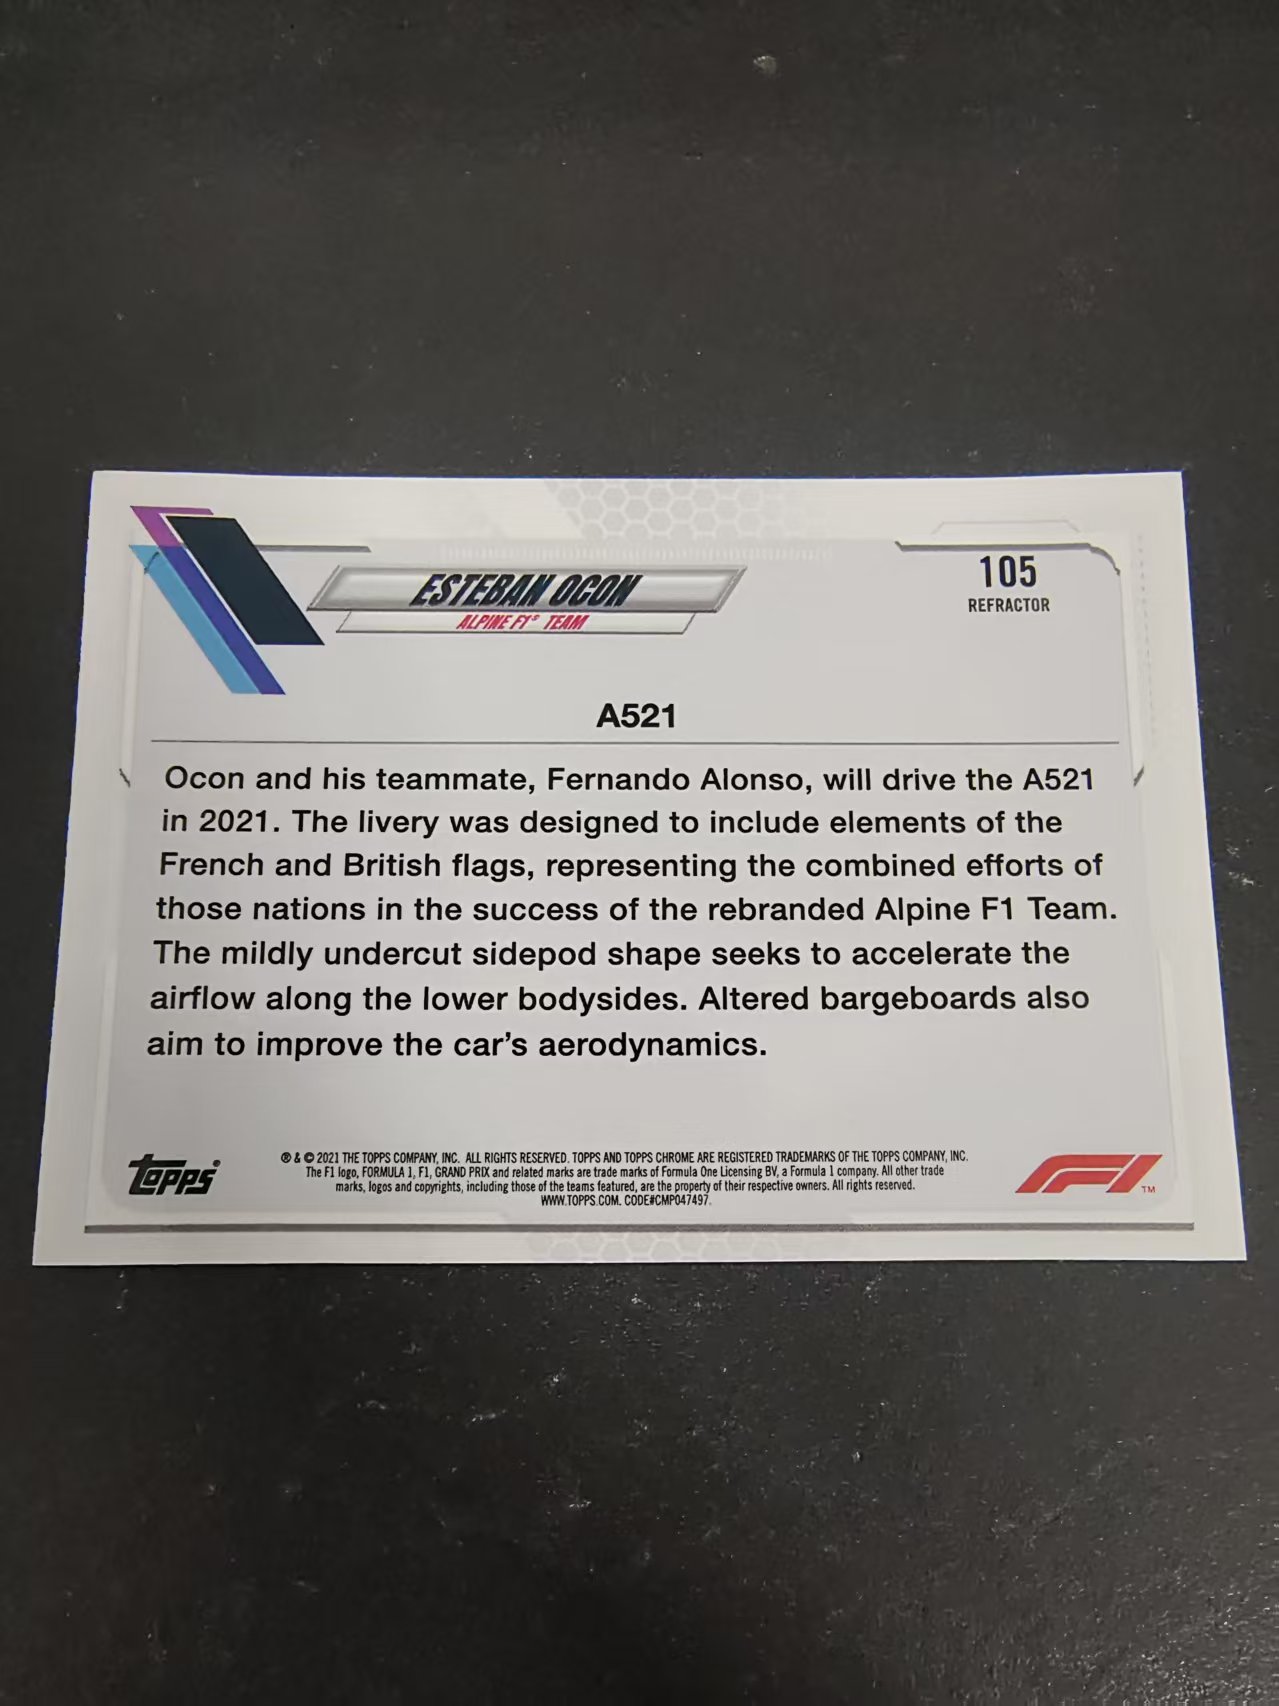 ESTEBAN OCON
ALPINE F1® TEAM
105
REFRACTOR
A521
Ocon and his teammate, Fernando Alonso, will drive the A521
in 2021. The livery was designed to include elements of the
French and British flags, representing the combined efforts of
those nations in the success of the rebranded Alpine F1 Team.
The mildly undercut sidepod shape seeks to accelerate the
airflow along the lower bodysides. Altered bargeboards also
aim to improve the car's aerodynamics.
Topps®
® & © 2021 THE TOPPS COMPANY, INC. ALL RIGHTS RESERVED. TOPPS AND TOPPS CHROME ARE REGISTERED TRADEMARKS OF THE TOPPS COMPANY, INC.
The F1 logo, FORMULA 1, F1, GRAND PRIX and related marks are trade marks of Formula One Licensing BV, a Formula 1 company. All other trade
marks, logos and copyrights, including those of the teams featured, are the property of their respective owners. All rights reserved.
WWW.TOPPS.COM. CODE#CMP047497.
F1™